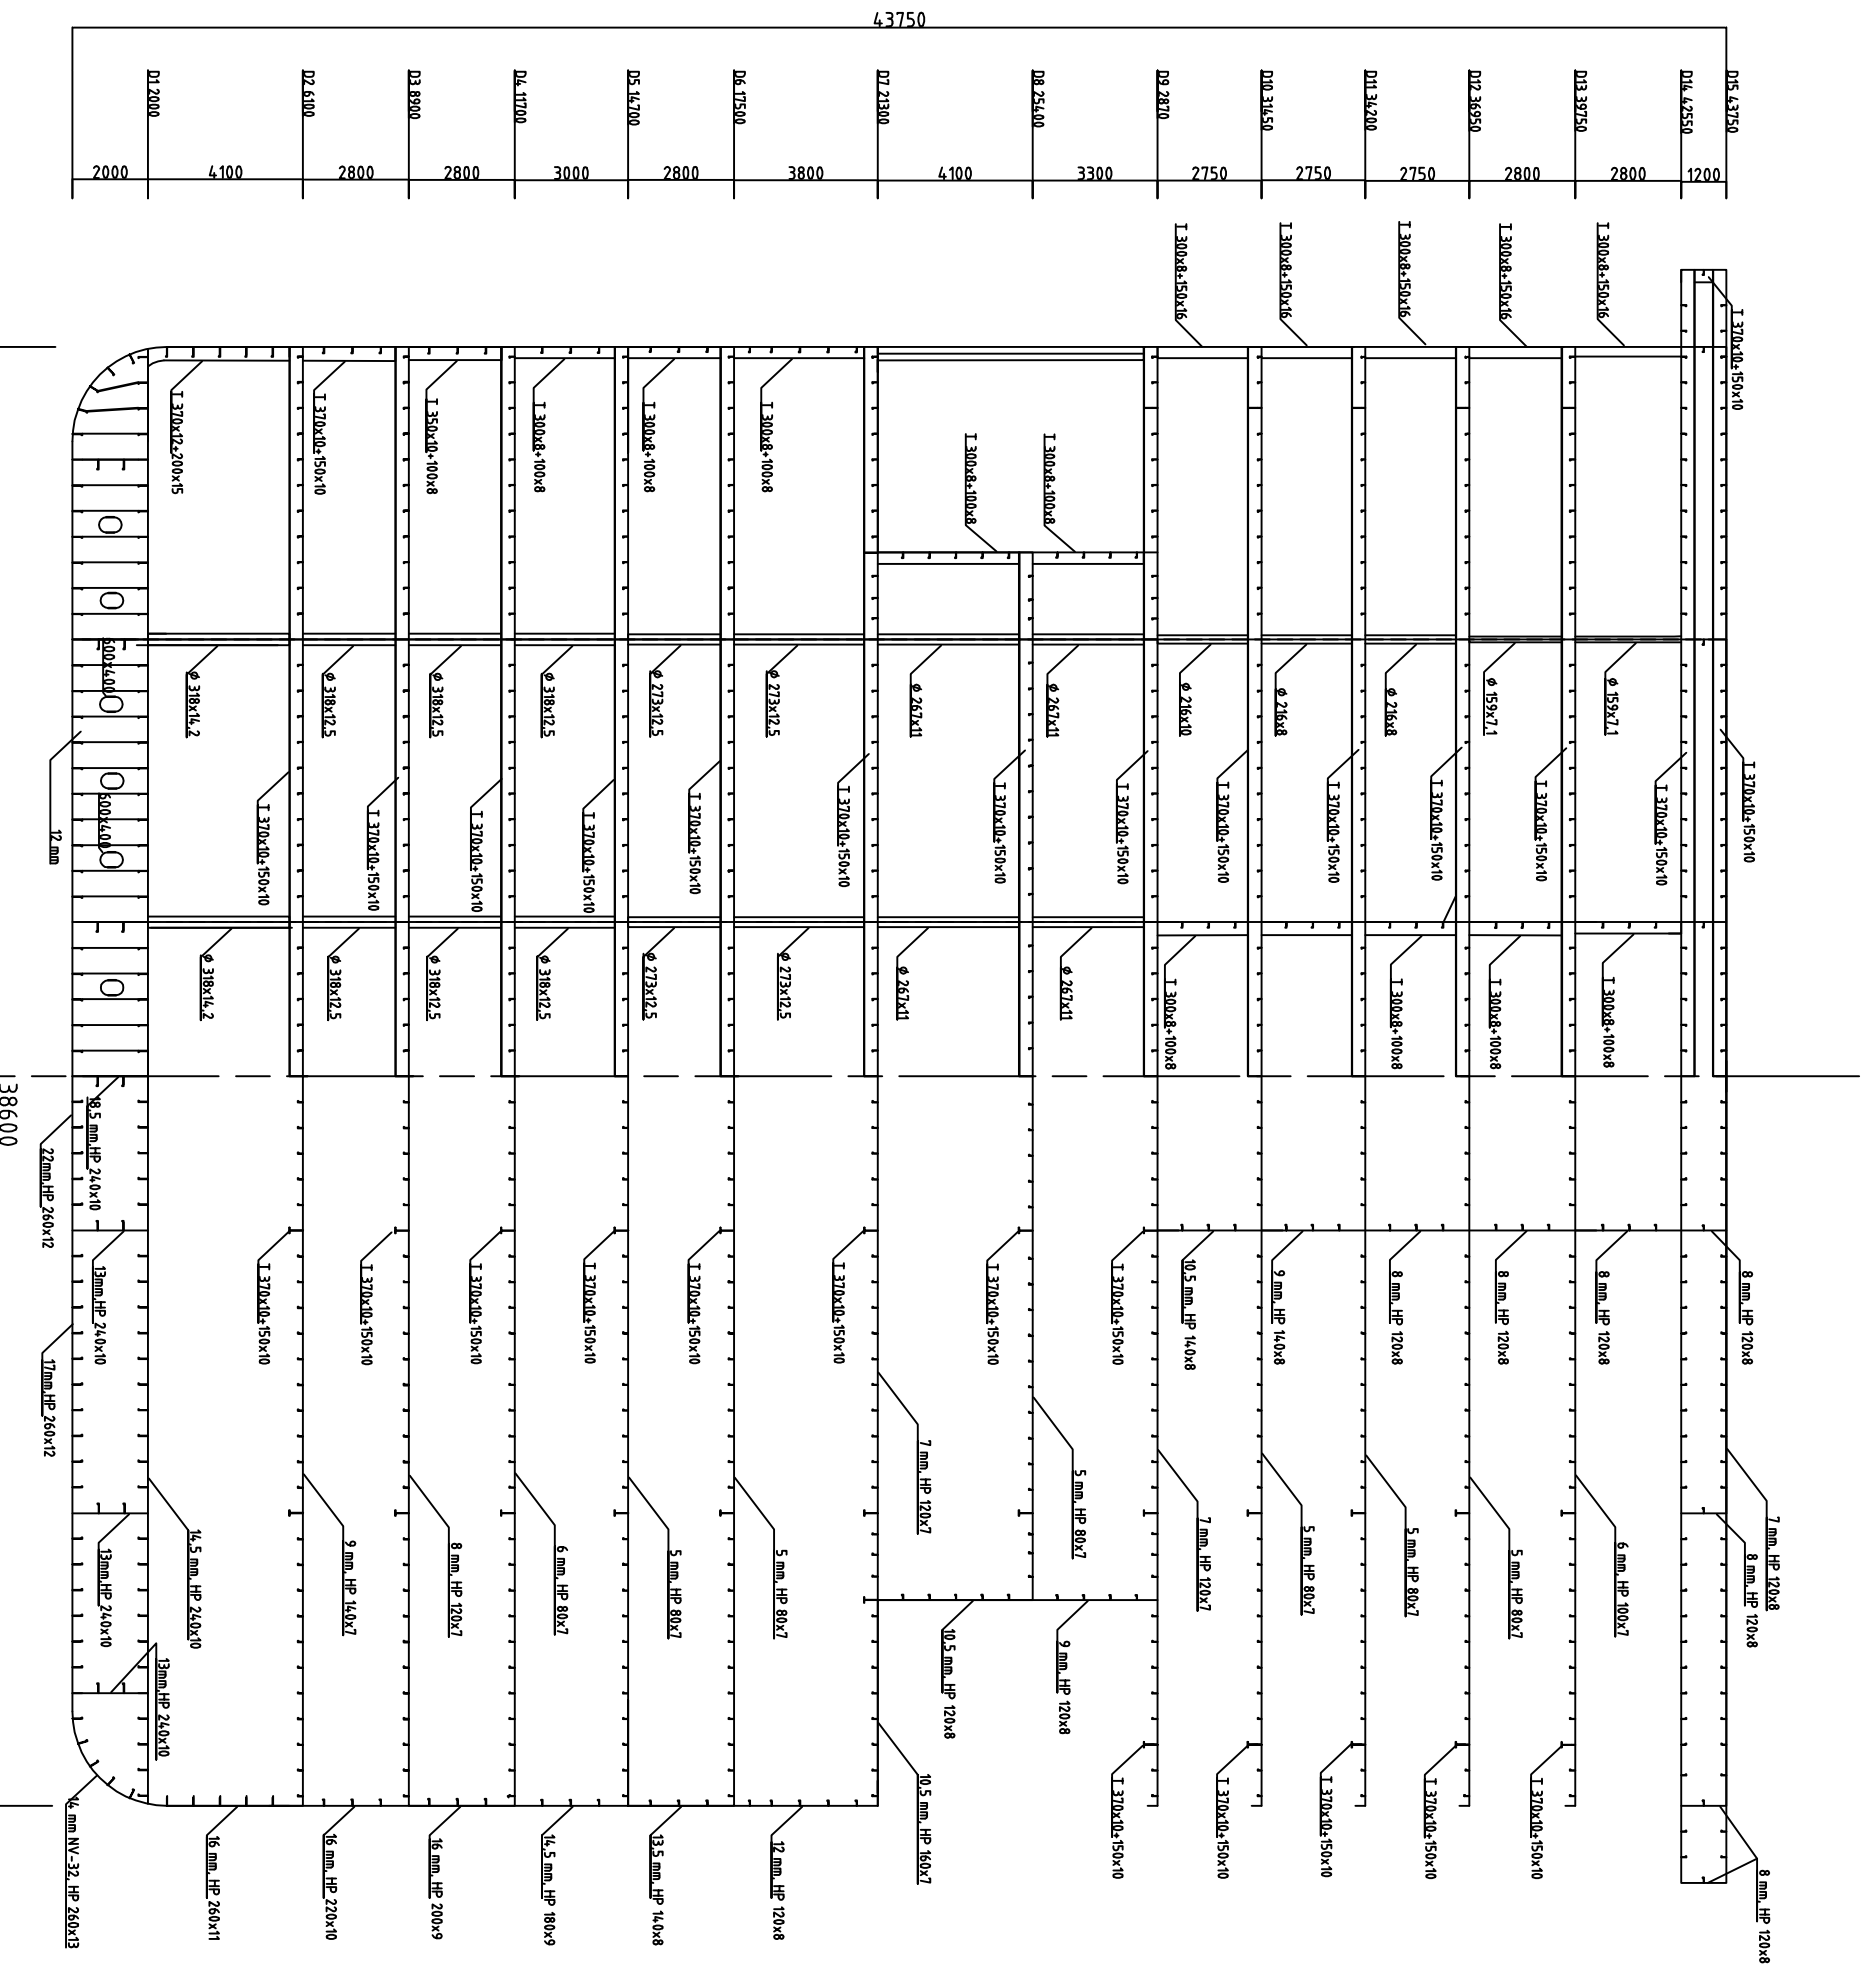 43750
D1 2000
D2 6100
D3 8900
D4 11700
D5 14700
D6 17500
D7 21300
D8 25400
D9 2870
D10 31450
D11 34200
D12 36950
D13 39750
D14 42550
D15 43750
2000
4100
2800
2800
3000
2800
3800
4100
3300
2750
2750
2750
2800
2800
1200
T 300x8+150x16
T 300x8+150x16
T 300x8+150x16
T 300x8+150x16
T 300x8+150x16
T 370x10+150x10
T 370x12+200x15
T 370x10+150x10
T 350x10+100x8
T 300x8+100x8
T 300x8+100x8
T 300x8+100x8
T 300x8+100x8
T 300x8+100x8
600x400
ø 318x14,2
ø 318x12,5
ø 318x12,5
ø 318x12,5
ø 273x12,5
ø 273x12,5
ø 267x11
ø 267x11
ø 216x10
ø 216x8
ø 216x8
ø 159x7,1
ø 159x7,1
12 mm
600x400
T 370x10+150x10
T 370x10+150x10
T 370x10+150x10
T 370x10+150x10
T 370x10+150x10
T 370x10+150x10
T 370x10+150x10
T 370x10+150x10
T 370x10+150x10
T 370x10+150x10
T 370x10+150x10
T 370x10+150x10
T 370x10+150x10
T 370x10+150x10
ø 318x14,2
ø 318x12,5
ø 318x12,5
ø 318x12,5
ø 273x12,5
ø 273x12,5
ø 267x11
ø 267x11
T 300x8+100x8
T 300x8+100x8
T 300x8+100x8
T 300x8+100x8
38600
22mm,HP 260x12
18,5 mm,HP 240x10
17mm,HP 260x12
13mm,HP 240x10
T 370x10+150x10
T 370x10+150x10
T 370x10+150x10
T 370x10+150x10
T 370x10+150x10
T 370x10+150x10
T 370x10+150x10
T 370x10+150x10
10,5 mm, HP 140x8
9 mm, HP 140x8
8 mm, HP 120x8
8 mm, HP 120x8
8 mm, HP 120x8
8 mm, HP 120x8
13mm,HP 240x10
14,5 mm, HP 240x10
9 mm, HP 140x7
8 mm, HP 120x7
6 mm, HP 80x7
5 mm, HP 80x7
5 mm, HP 80x7
7 mm, HP 120x7
5 mm, HP 80x7
7 mm, HP 120x7
5 mm, HP 80x7
5 mm, HP 80x7
5 mm, HP 80x7
6 mm, HP 100x7
8 mm, HP 120x8
7 mm, HP 120x8
13mm,HP 240x10
10,5 mm, HP 120x8
9 mm, HP 120x8
14 mm NV-32, HP 260x13
16 mm, HP 260x11
16 mm, HP 220x10
16 mm, HP 200x9
14,5 mm, HP 180x9
13,5 mm, HP 140x8
12 mm, HP 120x8
10,5 mm, HP 160x7
T 370x10+150x10
T 370x10+150x10
T 370x10+150x10
T 370x10+150x10
T 370x10+150x10
8 mm, HP 120x8